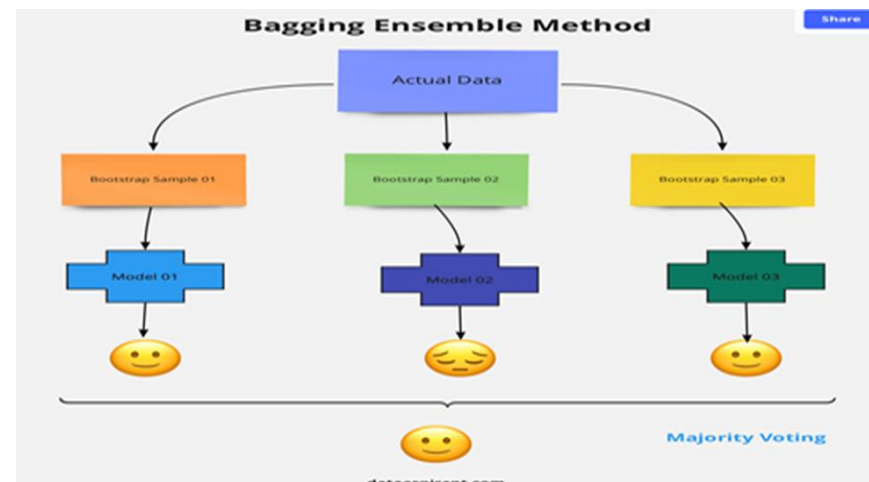 Share
Bagging Ensemble Method
Actual Data
Bootstrap Sample 01
Bootstrap Sample 02
Bootstrap Sample 03
Model 01
Model 02
Model 03
Majority Voting